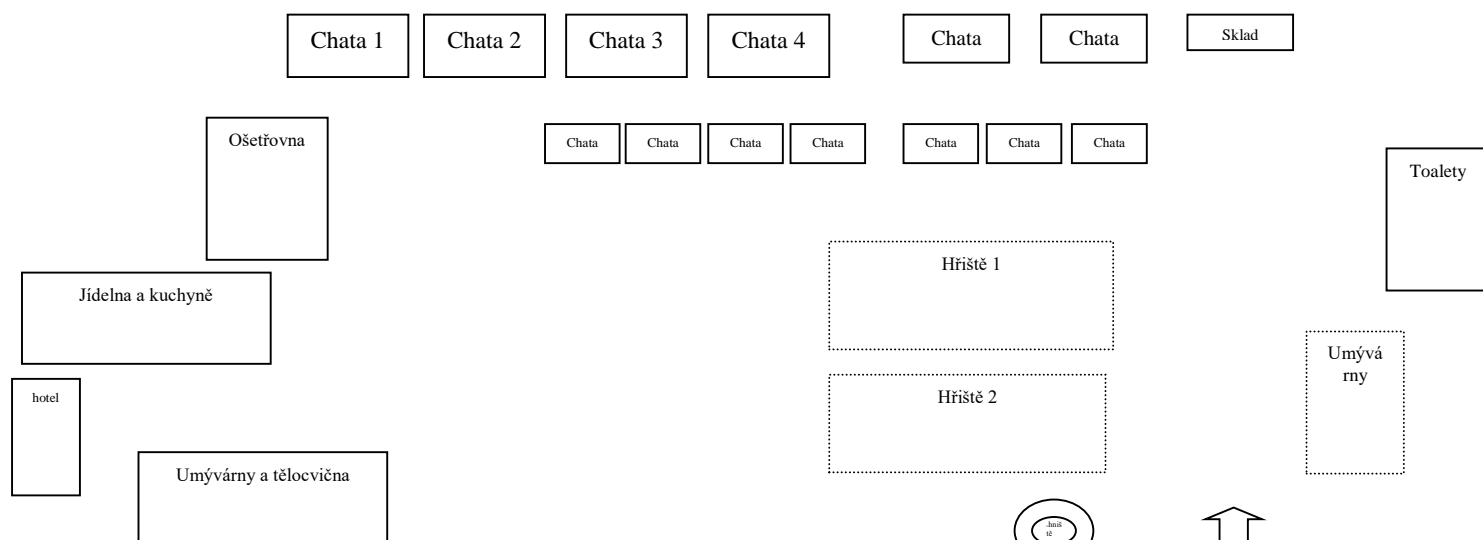 Chata 1
Chata 2
Chata 3
Chata 4
Chata
Chata
Sklad
Ošetřovna
Chata
Chata
Chata
Chata
Chata
Chata
Chata
Toalety
Hřiště 1
Jídelna a kuchyně
Umývá
rny
hotel
Hřiště 2
Umývárny a tělocvična